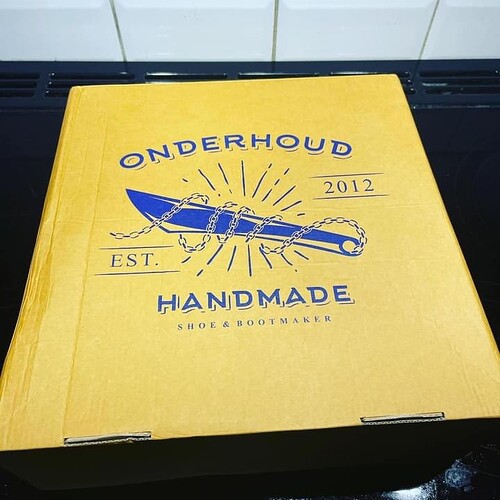 ONDERHOUD
2012
EST.
HANDMADE
SHOE & BOOTMAKER